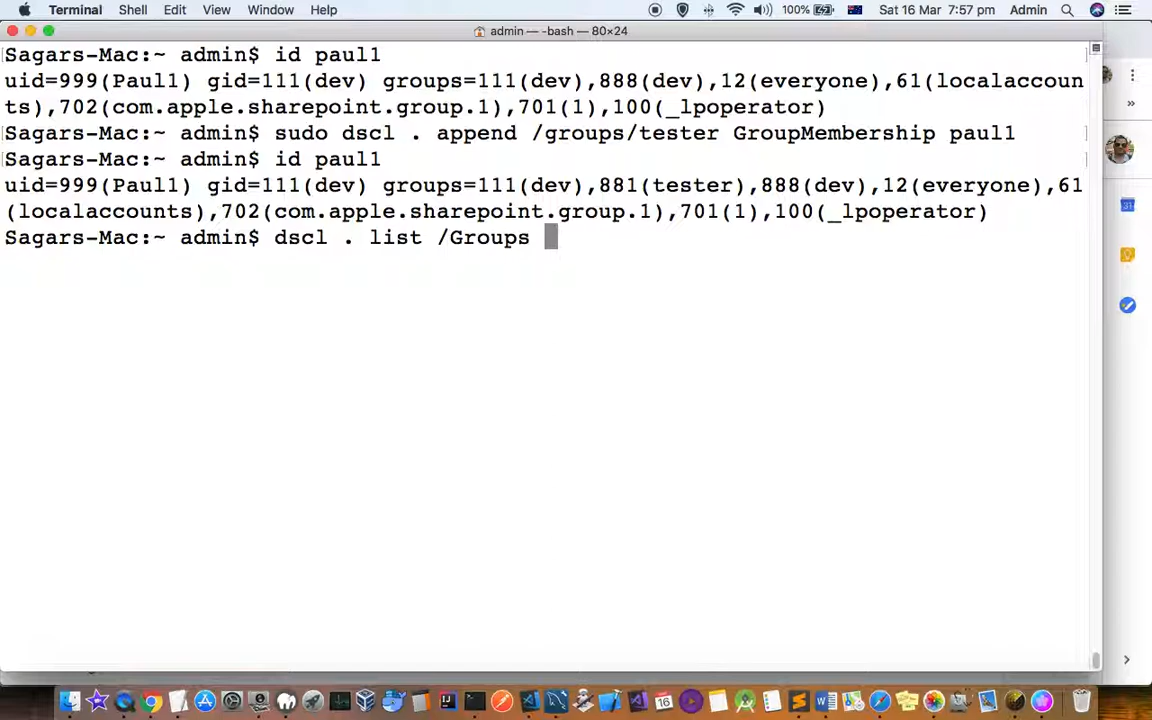 Terminal Shell Edit View Window Help 100% Sat 16 Mar 7:57 pm Admin
admin — -bash — 80×24
Sagars-Mac:~ admin$ id paul1
uid=999(Paul1) gid=111(dev) groups=111(dev),888(dev),12(everyone),61(localaccoun
ts),702(com.apple.sharepoint.group.1),701(1),100(_lpoperator)
Sagars-Mac:~ admin$ sudo dscl . append /groups/tester GroupMembership paul1
Sagars-Mac:~ admin$ id paul1
uid=999(Paul1) gid=111(dev) groups=111(dev),881(tester),888(dev),12(everyone),61
(localaccounts),702(com.apple.sharepoint.group.1),701(1),100(_lpoperator)
Sagars-Mac:~ admin$ dscl . list /Groups
31
16